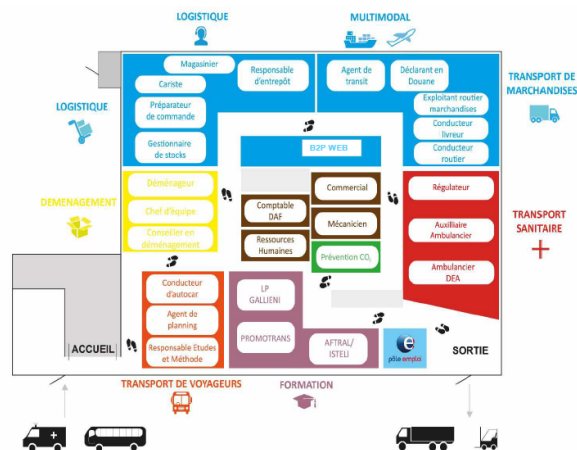 LOGISTIQUE
MULTIMODAL
Magasinier
Cariste
Responsable
d'entrepôt
Agent de
transit
Déclarant en
Douane
TRANSPORT
DE MARCHANDISES
Exploitant routier
marchandises
LOGISTIQUE
Préparateur
de commande
Conducteur
livreur
Gestionnaire
de stocks
B2P WEB
Conducteur
routier
DEMENAGEMENT
Déménageur
Chef d'équipe
Conseiller en
déménagement
Commercial
Comptable
DAF
Mécanicien
Ressources
Humaines
Prévention CO₂
Régulateur
Auxilliaire
Ambulancier
Ambulancier
DEA
TRANSPORT
SANITAIRE
Conducteur
d'autocar
Agent de
planning
Responsable Etudes
et Méthode
LP
GALLIENI
PROMOTRANS
AFTRAL/
ISTELI
pôle emploi
ACCUEIL
SORTIE
TRANSPORT DE VOYAGEURS
FORMATION